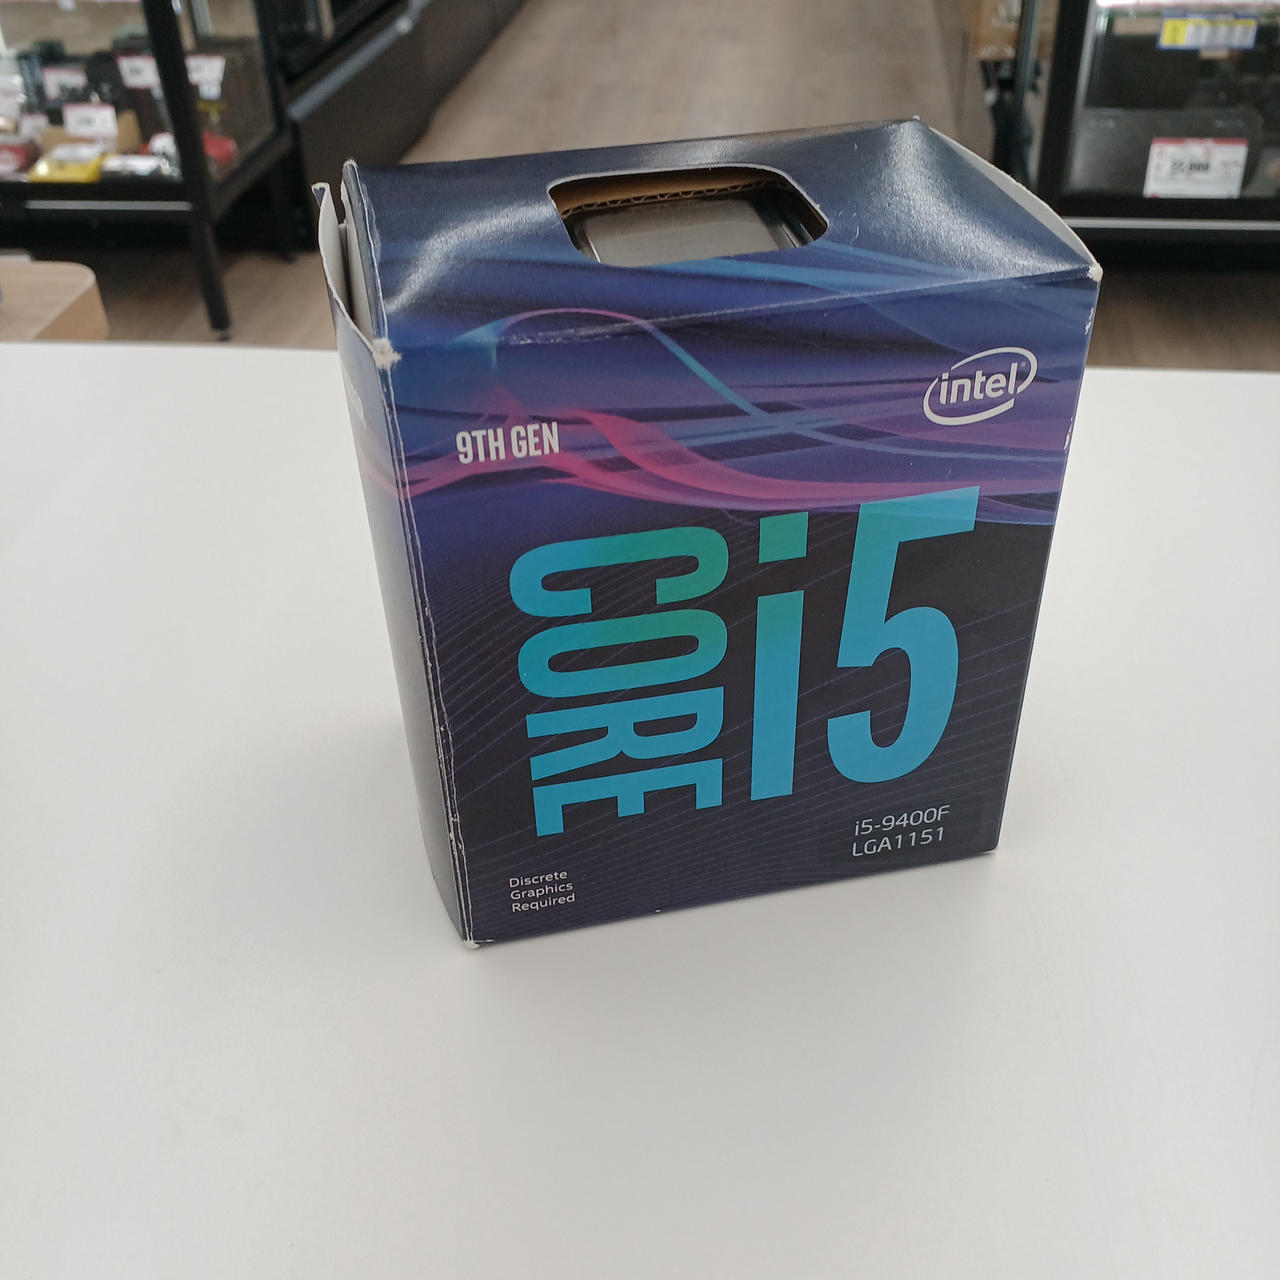 intel
9TH GEN
CORE i5
i5-9400F
LGA1151
Discrete
Graphics
Required